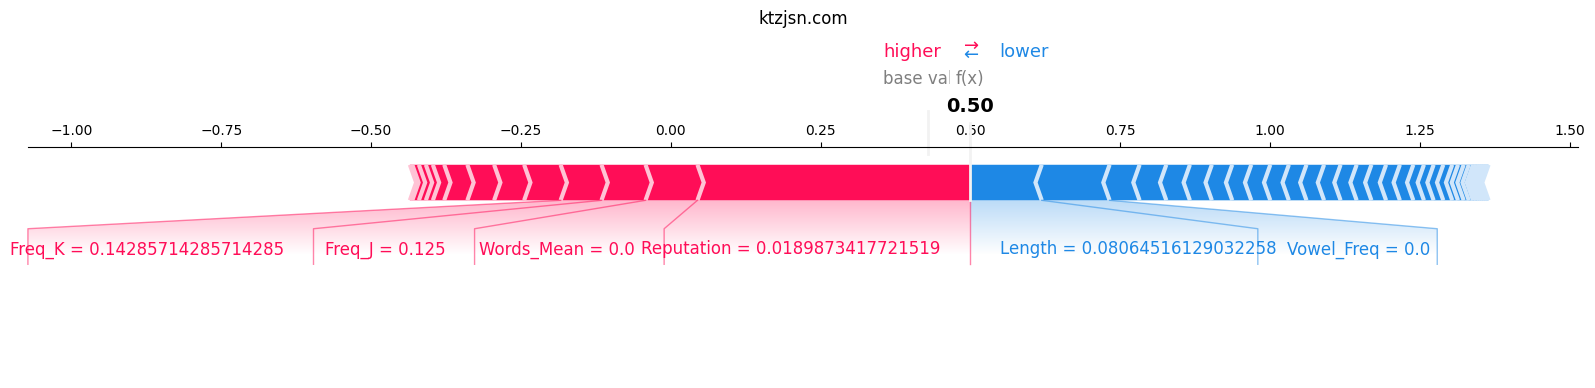 ktzjsn.com
higher ⇄ lower
base val f(x)
0.50
−1.00 −0.75 −0.50 −0.25 0.00 0.25 0.50 0.75 1.00 1.25 1.50
Freq_K = 0.14285714285714285 Freq_J = 0.125 Words_Mean = 0.0 Reputation = 0.0189873417721519 Length = 0.08064516129032258 Vowel_Freq = 0.0